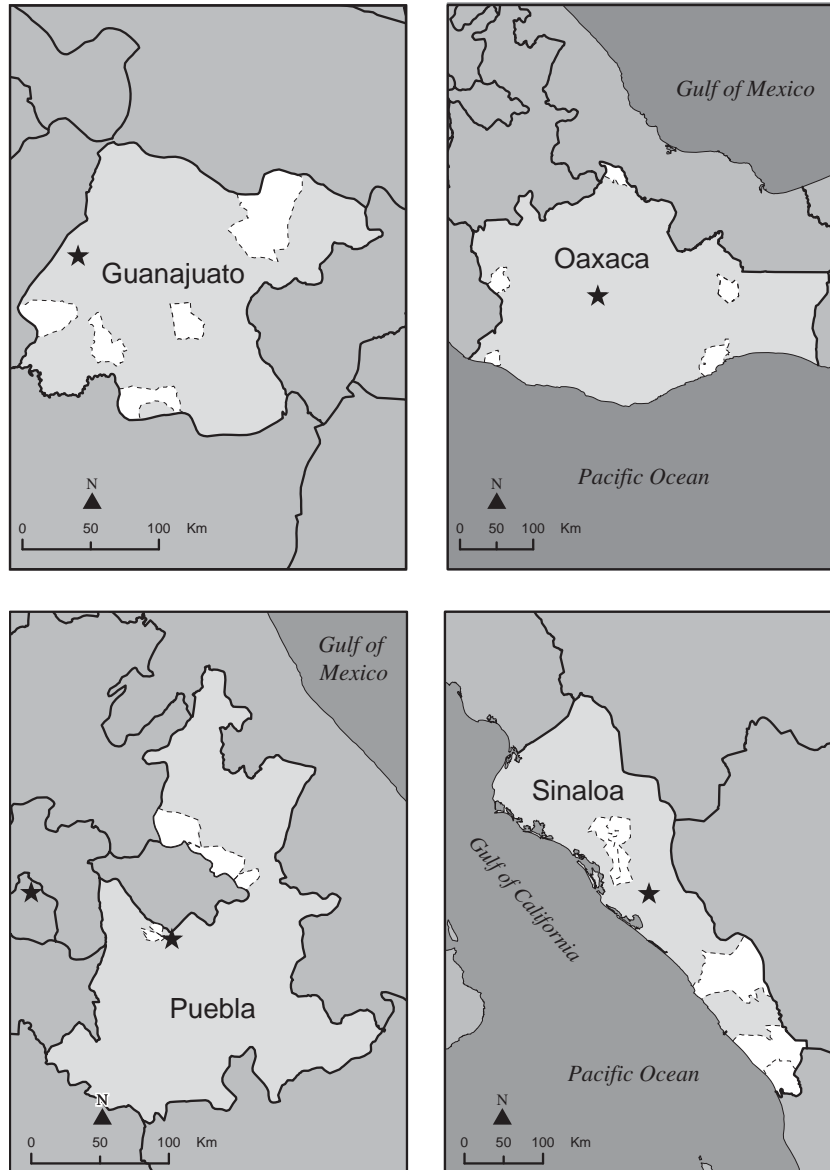 Guanajuato
N
0 50 100 Km
Gulf of Mexico
Oaxaca
Pacific Ocean
N
0 50 100 Km
Gulf of
Mexico
Puebla
N
0 50 100 Km
Sinaloa
Gulf of California
Pacific Ocean
N
0 50 100 Km